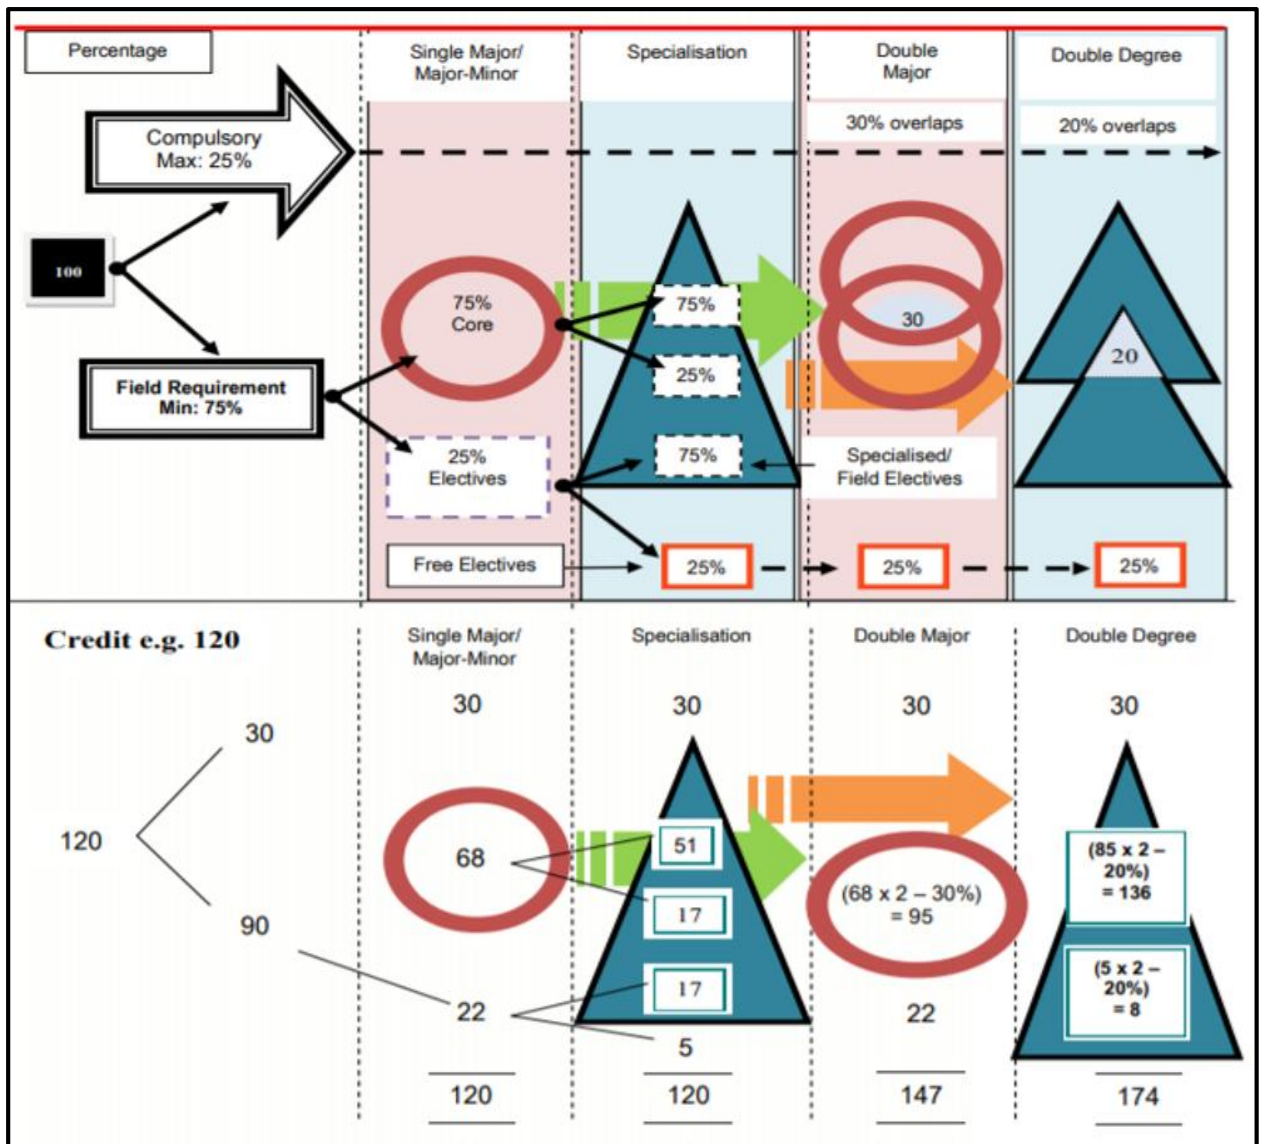 Percentage
Single Major/
Major-Minor
Specialisation
Double
Major
Double Degree
30% overlaps
20% overlaps
Compulsory
Max: 25%
100
Field Requirement
Min: 75%
75%
Core
25%
Electives
75%
25%
75%
30
20
Specialised/
Field Electives
Free Electives
25%
25%
25%
Credit e.g. 120
Single Major/
Major-Minor
Specialisation
Double Major
Double Degree
30
30
30
30
30
120
90
68
22
51
17
17
5
(68 x 2 – 30%)
= 95
22
(85 x 2 –
20%)
= 136
(5 x 2 –
20%)
= 8
120
120
147
174